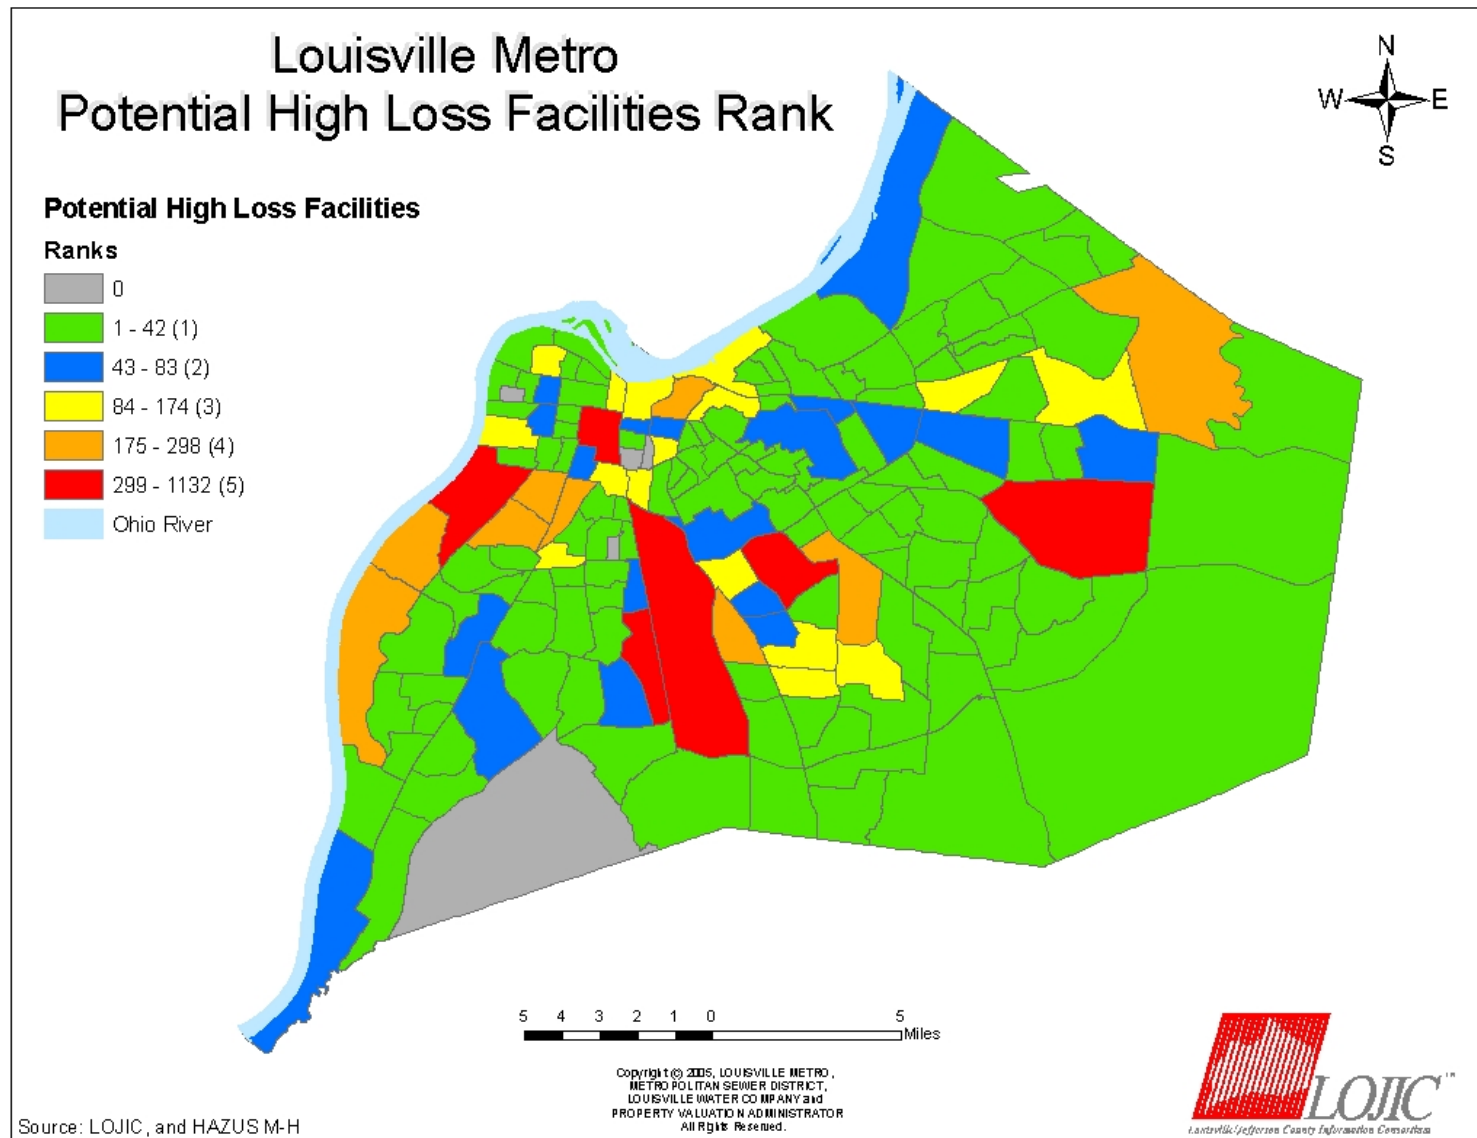 Louisville Metro
Potential High Loss Facilities Rank
N
W E
S
Potential High Loss Facilities
Ranks
0
1 - 42 (1)
43 - 83 (2)
84 - 174 (3)
175 - 298 (4)
299 - 1132 (5)
Ohio River
5 4 3 2 1 0 5
Miles
Copyright (c) 2005, LOUISVILLE METRO,
METROPOLITAN SEWER DISTRICT,
LOUISVILLE WATER COMPANY and
PROPERTY VALUATION ADMINISTRATOR
All Rights Reserved.
LOJIC™
Louisville/Jefferson County Information Consortium
Source: LOJIC, and HAZUS M-H